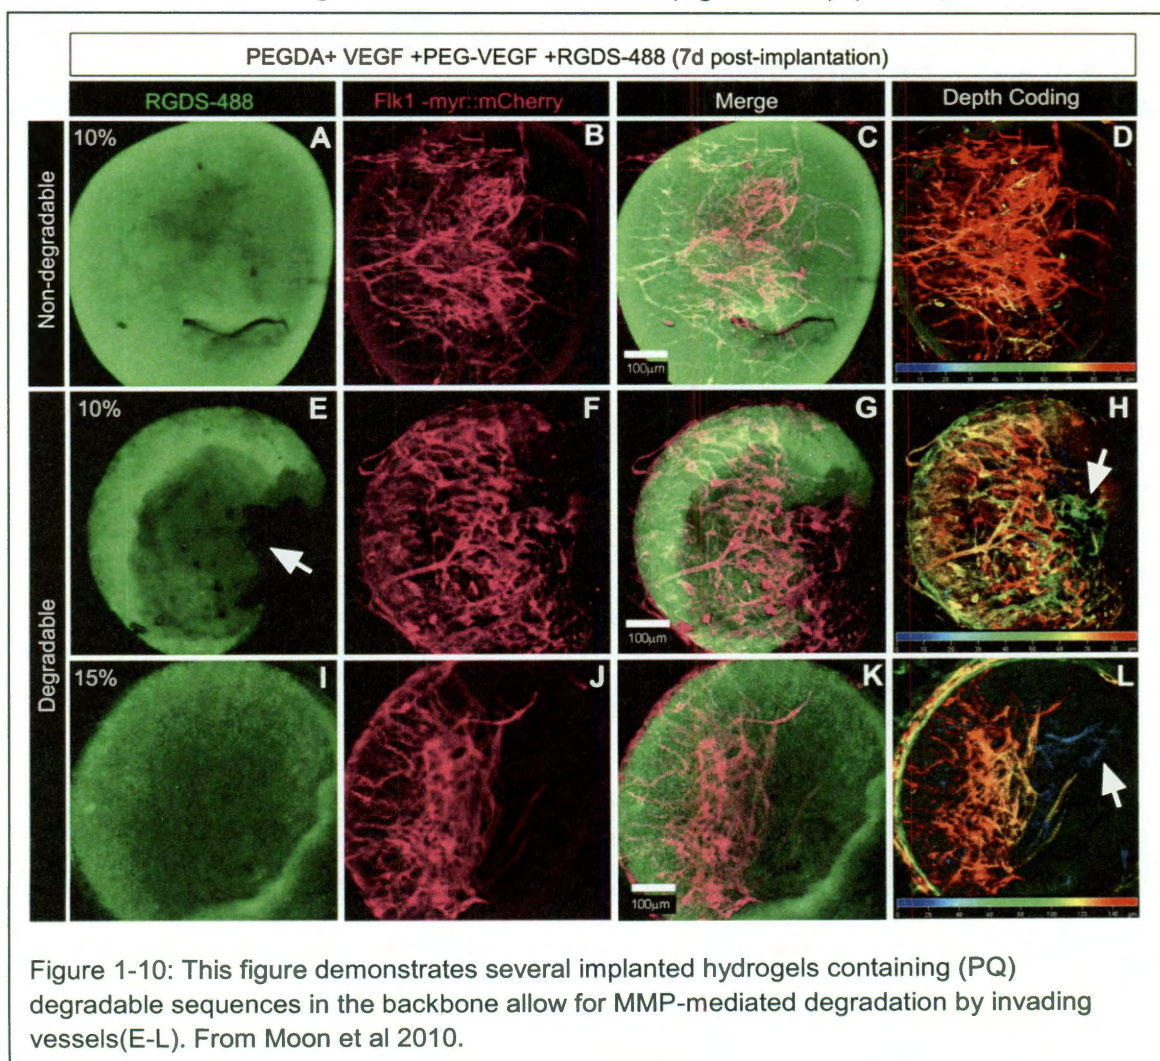 PEGDA+ VEGF +PEG-VEGF +RGDS-488 (7d post-implantation)
RGDS-488
Flk1 -myr::mCherry
Merge
Depth Coding
Non-degradable
10%
A
B
C
D
100µm
Degradable
10%
E
F
G
H
100µm
15%
I
J
K
L
100µm
Figure 1-10: This figure demonstrates several implanted hydrogels containing (PQ)
degradable sequences in the backbone allow for MMP-mediated degradation by invading
vessels(E-L). From Moon et al 2010.